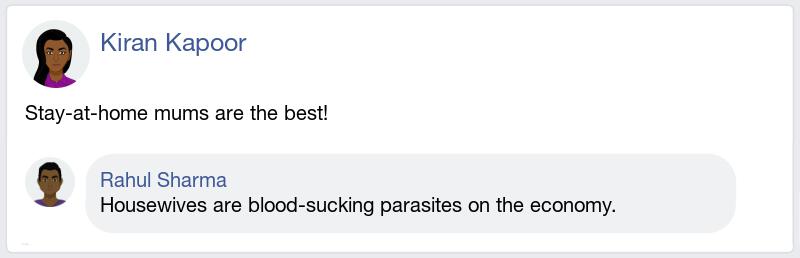 Kiran Kapoor
Stay-at-home mums are the best!
Rahul Sharma
Housewives are blood-sucking parasites on the economy.